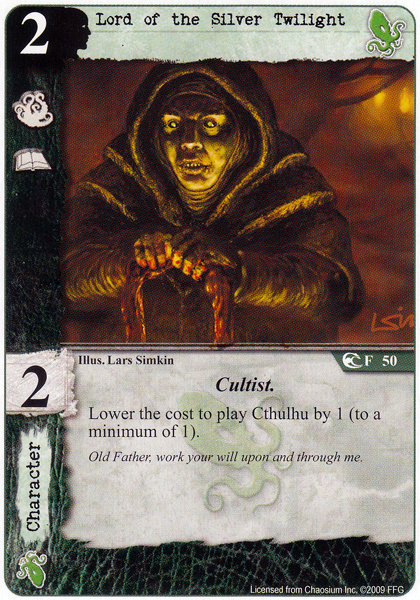 2
Lord of the Silver Twilight
LSin
Illus. Lars Simkin
F 50
2
Cultist.
Lower the cost to play Cthulhu by 1 (to a
minimum of 1).
Old Father, work your will upon and through me.
Character
Licensed from Chaosium Inc. ©2009 FFG